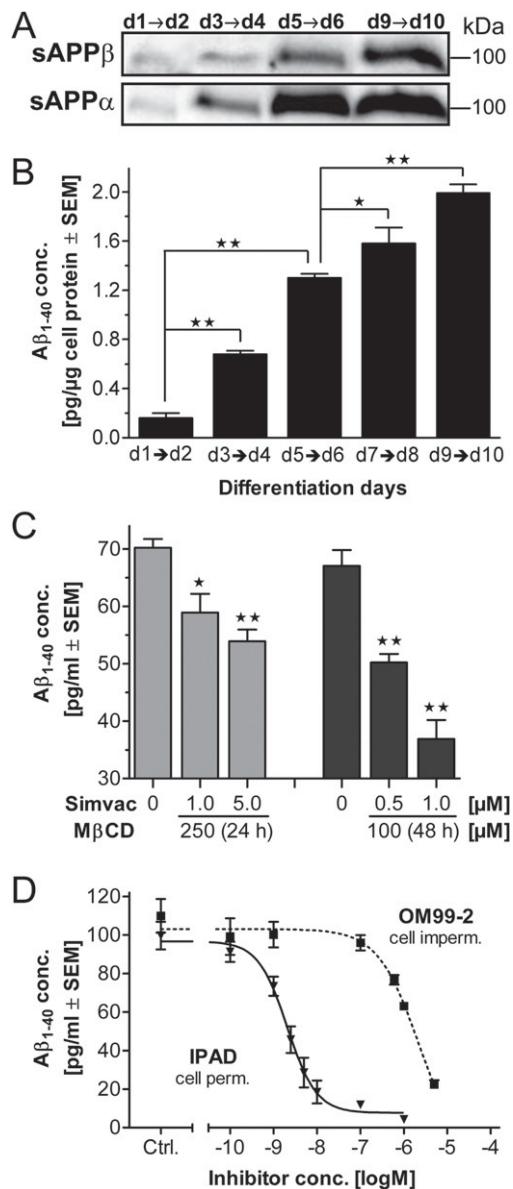 A
d1→d2 d3→d4 d5→d6 d9→d10 kDa
sAPPβ
100
sAPPα
100
B
Aβ1-40 conc.
[pg/µg cell protein ± SEM]
2.0
1.6
1.2
0.8
0.4
0.0
★★
★★
★
★★
d1➔d2 d3➔d4 d5➔d6 d7➔d8 d9➔d10
Differentiation days
C
Aβ1-40 conc.
[pg/ml ± SEM]
70
60
50
40
30
★
★★
★★
★★
Simvac 0 1.0 5.0 0 0.5 1.0 [µM]
MβCD 250 (24 h) 100 (48 h) [µM]
D
Aβ1-40 conc.
[pg/ml ± SEM]
120
100
80
60
40
20
0
OM99-2
cell imperm.
IPAD
cell perm.
Ctrl. -10 -9 -8 -7 -6 -5 -4
Inhibitor conc. [logM]